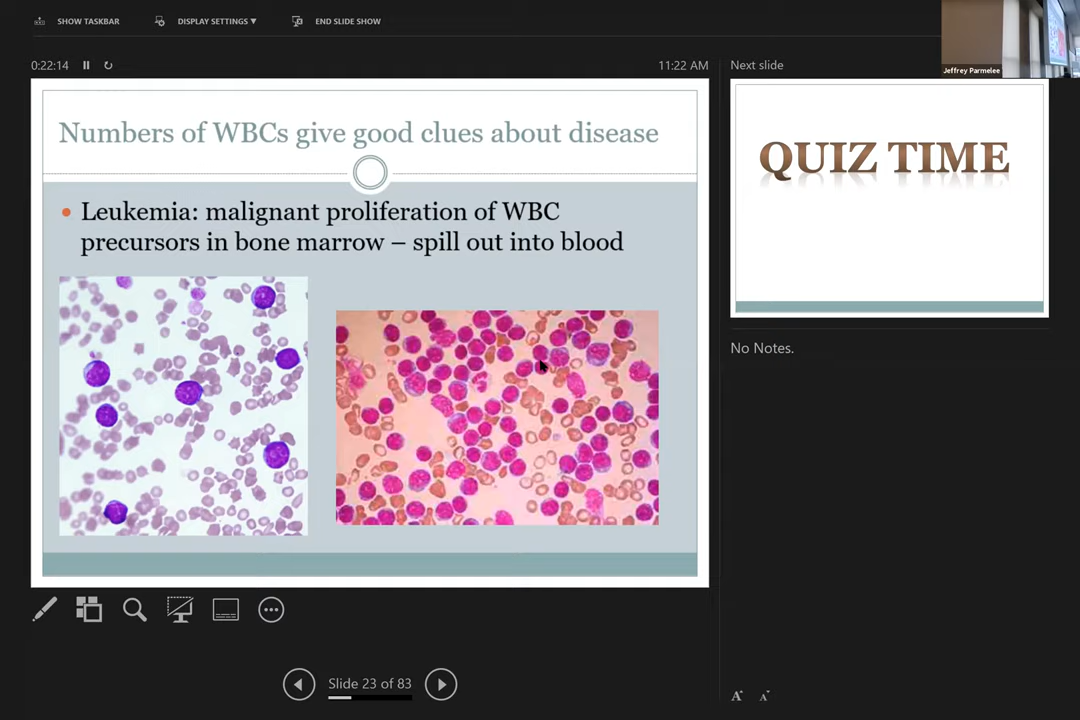 SHOW TASKBAR
DISPLAY SETTINGS ▼
END SLIDE SHOW
Jeffrey Parmelee
0:22:14
11:22 AM
Next slide
Numbers of WBCs give good clues about disease
• Leukemia: malignant proliferation of WBC
precursors in bone marrow – spill out into blood
QUIZ TIME
No Notes.
Slide 23 of 83
A A